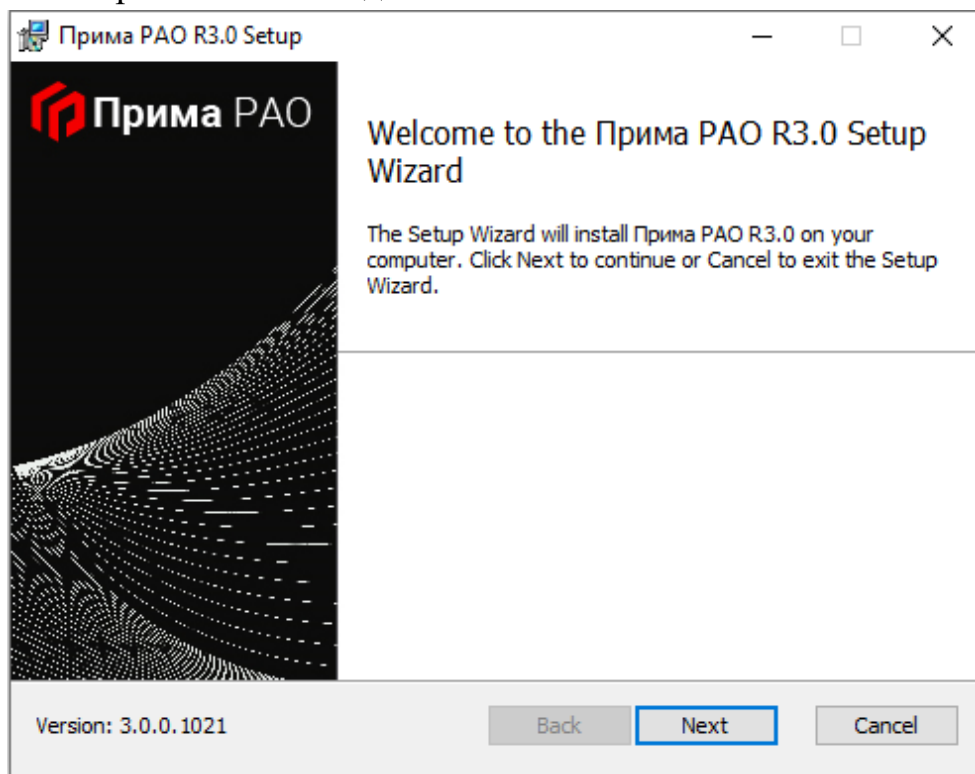 Прима РАО R3.0 Setup
Прима РАО
Welcome to the Прима РАО R3.0 Setup
Wizard
The Setup Wizard will install Прима РАО R3.0 on your
computer. Click Next to continue or Cancel to exit the Setup
Wizard.
Version: 3.0.0.1021
Back
Next
Cancel